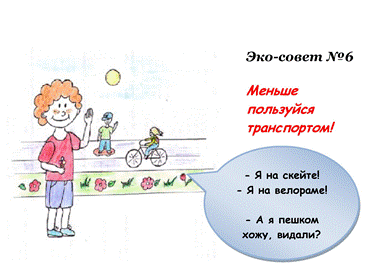 Эко-совет №6
Меньше
пользуйся
транспортом!
- Я на скейте!
- Я на велораме!
- А я пешком
хожу, видали?